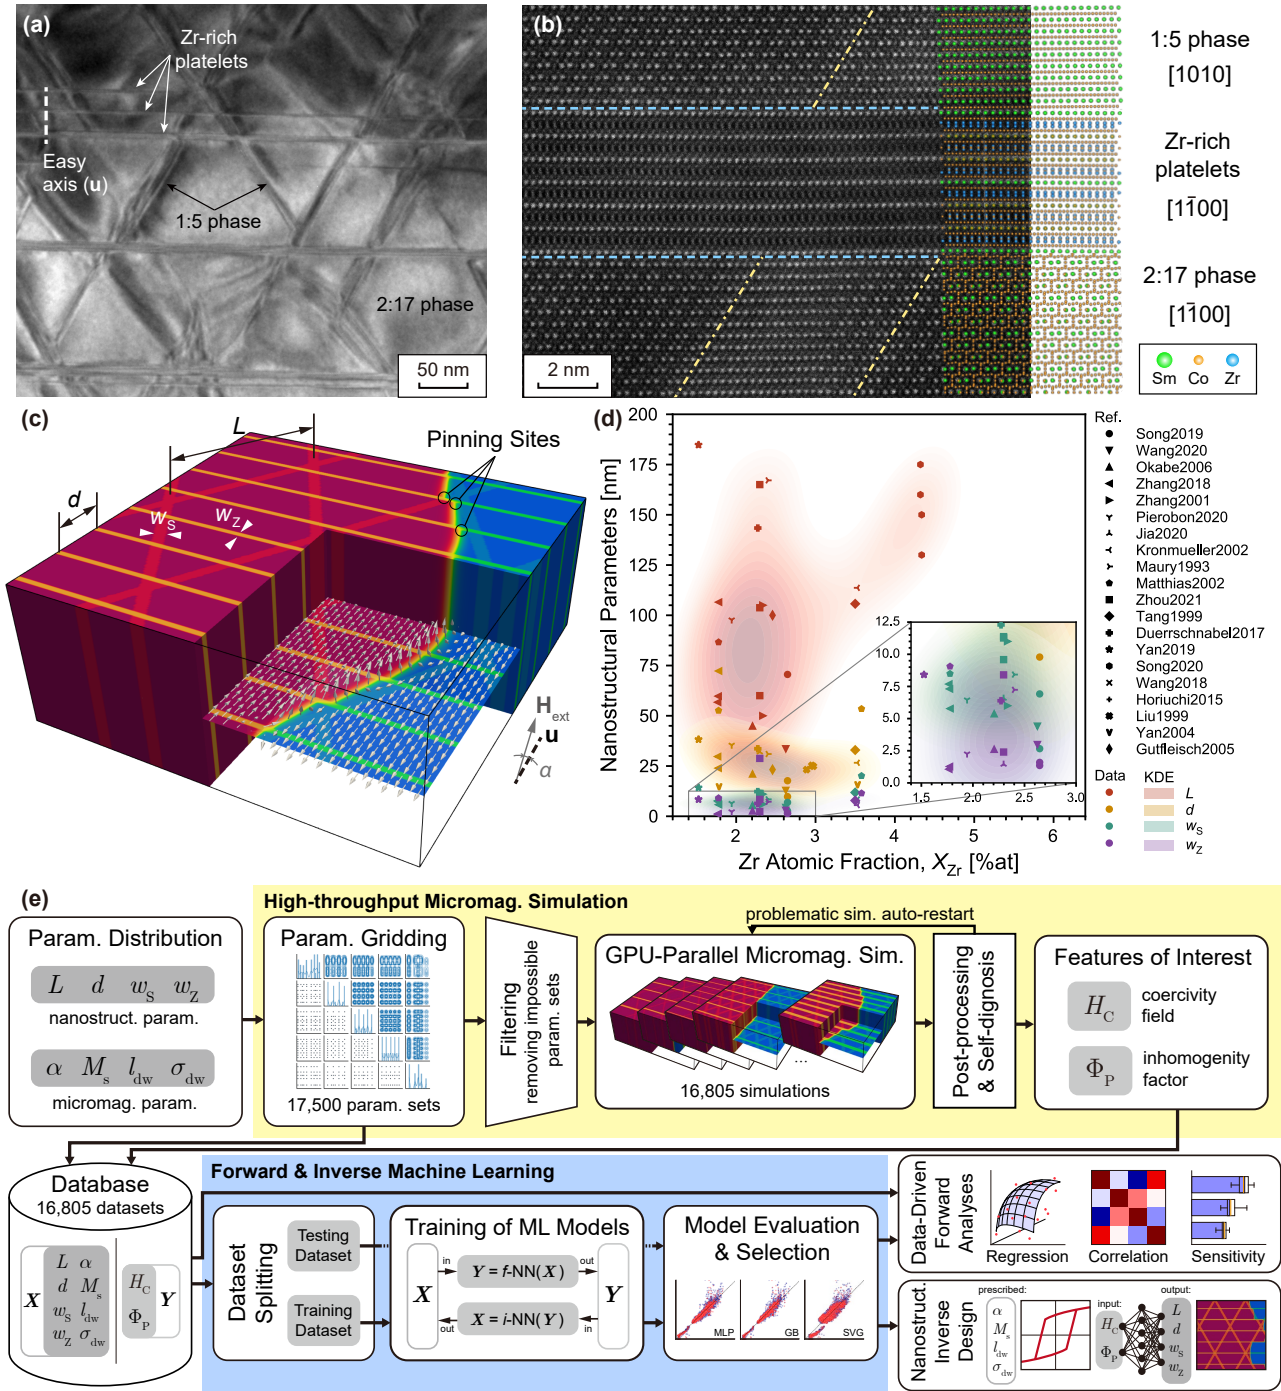 (a)
Zr-rich
platelets
Easy
axis (u)
1:5 phase
2:17 phase
50 nm
(b)
2 nm
1:5 phase
[1010]
Zr-rich
platelets
[11̄00]
2:17 phase
[11̄00]
Sm Co Zr
(c)
L
Pinning Sites
d
wS
wZ
Hext
u
α
(d)
Nanostructural Parameters [nm]
200
175
150
125
100
75
50
25
0
2 3 4 5 6
Zr Atomic Fraction, XZr [%at]
12.5
10.0
7.5
5.0
2.5
0.0
1.5 2.0 2.5 3.0
Ref.
Song2019
Wang2020
Okabe2006
Zhang2018
Zhang2001
Pierobon2020
Jia2020
Kronmueller2002
Maury1993
Matthias2002
Zhou2021
Tang1999
Duerrschnabel2017
Yan2019
Song2020
Wang2018
Horiuchi2015
Liu1999
Yan2004
Gutfleisch2005
Data KDE
L
d
wS
wZ
(e)
High-throughput Micromag. Simulation
Param. Distribution
L d wS wZ
nanostruct. param.
α Ms ldw σdw
micromag. param.
Param. Gridding
17,500 param. sets
Filtering
removing impossible
param. sets
problematic sim. auto-restart
GPU-Parallel Micromag. Sim.
...
16,805 simulations
Post-processing
& Self-dignosis
Features of Interest
HC
coercivity
field
ΦP
inhomogenity
factor
Database
16,805 datasets
X
L α
d Ms
wS ldw
wZ σdw
HC
ΦP
Y
Forward & Inverse Machine Learning
Dataset
Splitting
Testing
Dataset
Training
Dataset
Training of ML Models
X
in
Y = f-NN(X)
out
out
X = i-NN(Y)
in
Y
Model Evaluation
& Selection
MLP
GB
SVG
Data-Driven
Forward
Analyses
Regression
Correlation
Sensitivity
Nanostruct.
Inverse
Design
prescribed:
α
Ms
ldw
σdw
input:
HC
ΦP
output:
L
d
wS
wZ